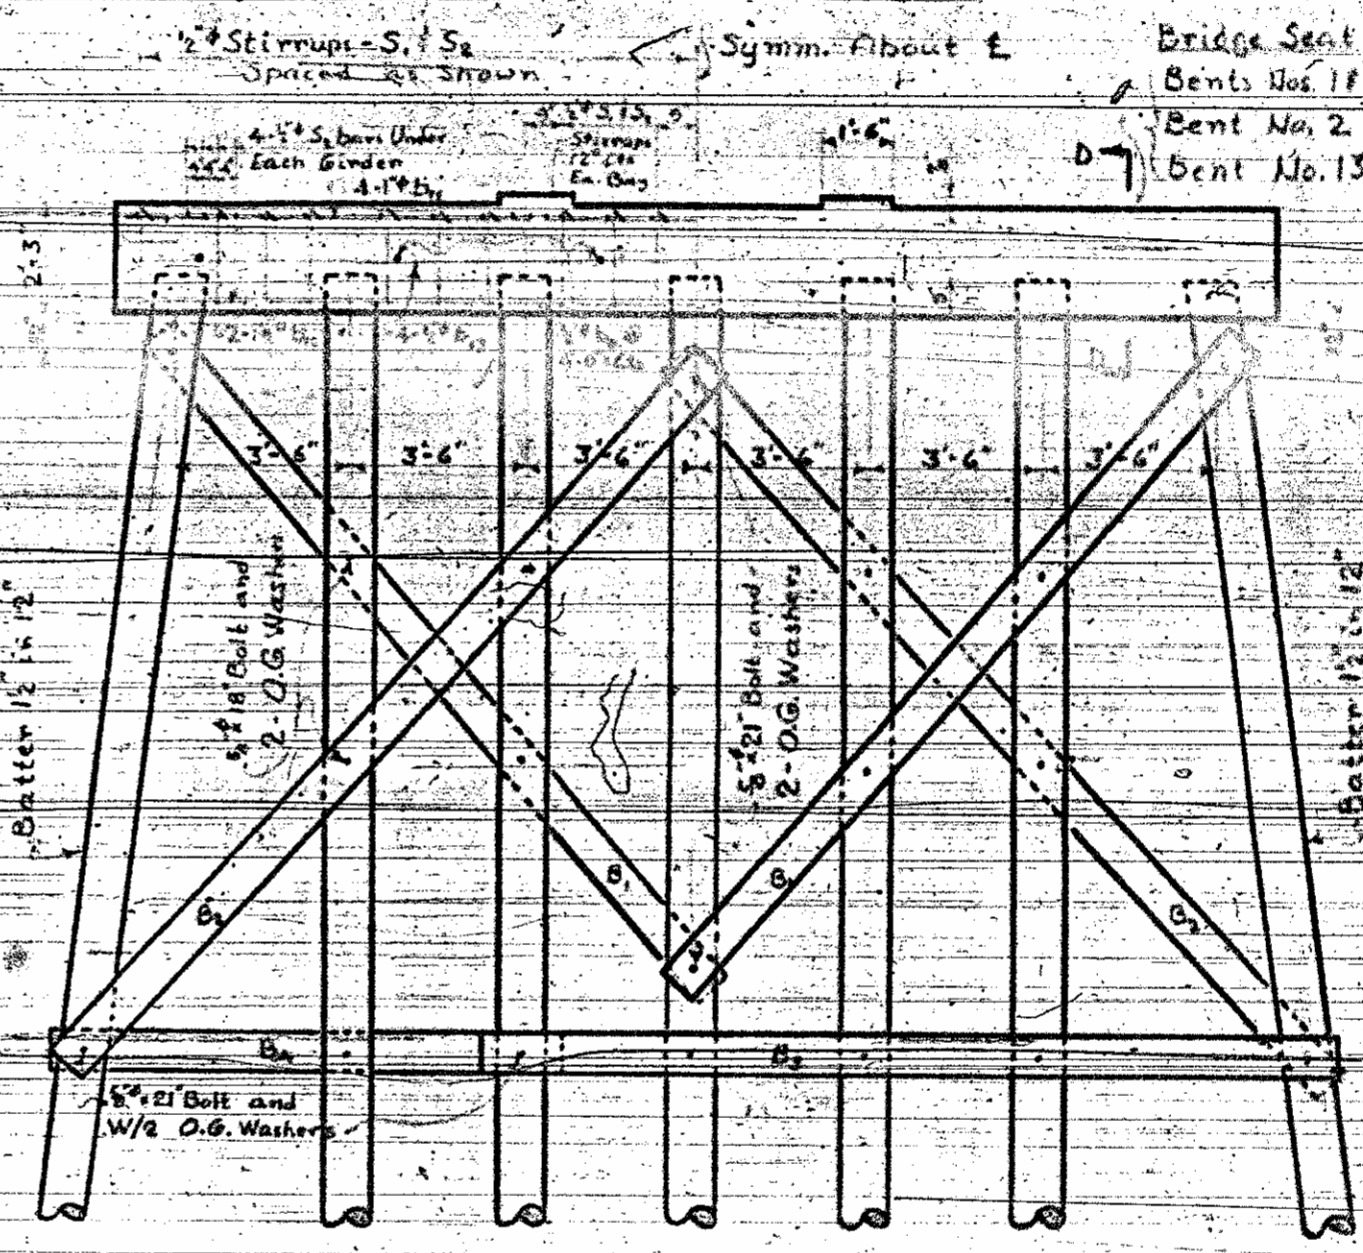 ½"ᶲ Stirrups - S₁ & S₂
Spaced as Shown
Symm. About ℄
Bridge Seat
Bents Nos. 1
Bent No. 2
Bent No. 13
4-½"ᶲ S₂ bars Under
Each Girder
4-1"ᶲ
Stirrups
12" Cts
Ea. Bay
1'-6"
D
2'-3"
3'-6"
3'-6"
3'-6"
3'-6"
3'-6"
3'-6"
Batter 1½" in 12"
⅝"ᶲ x 18" Bolt and
2 - O.G. Washer
⅝"ᶲ x 21" Bolt and
2 - O.G. Washers
Batter 1½" in 12"
B₁
B₁
B₂
B₂
B₄
B₃
⅝"ᶲ x 21" Bolt and
W/2 O.G. Washers